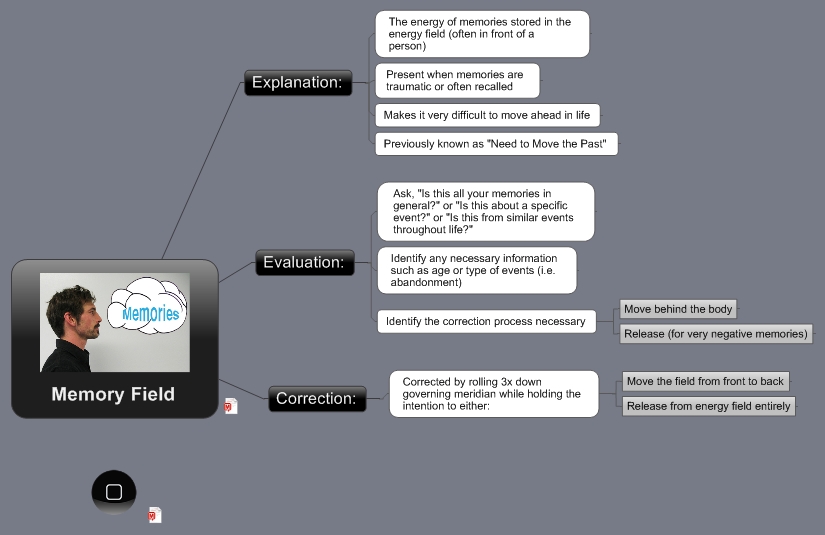 Explanation:
The energy of memories stored in the
energy field (often in front of a
person)
Present when memories are
traumatic or often recalled
Makes it very difficult to move ahead in life
Previously known as "Need to Move the Past"
Evaluation:
Ask, "Is this all your memories in
general?" or "Is this about a specific
event?" or "Is this from similar events
throughout life?"
Identify any necessary information
such as age or type of events (i.e.
abandonment)
Identify the correction process necessary
Move behind the body
Release (for very negative memories)
Memories
Memory Field
Correction:
Corrected by rolling 3x down
governing meridian while holding the
intention to either:
Move the field from front to back
Release from energy field entirely